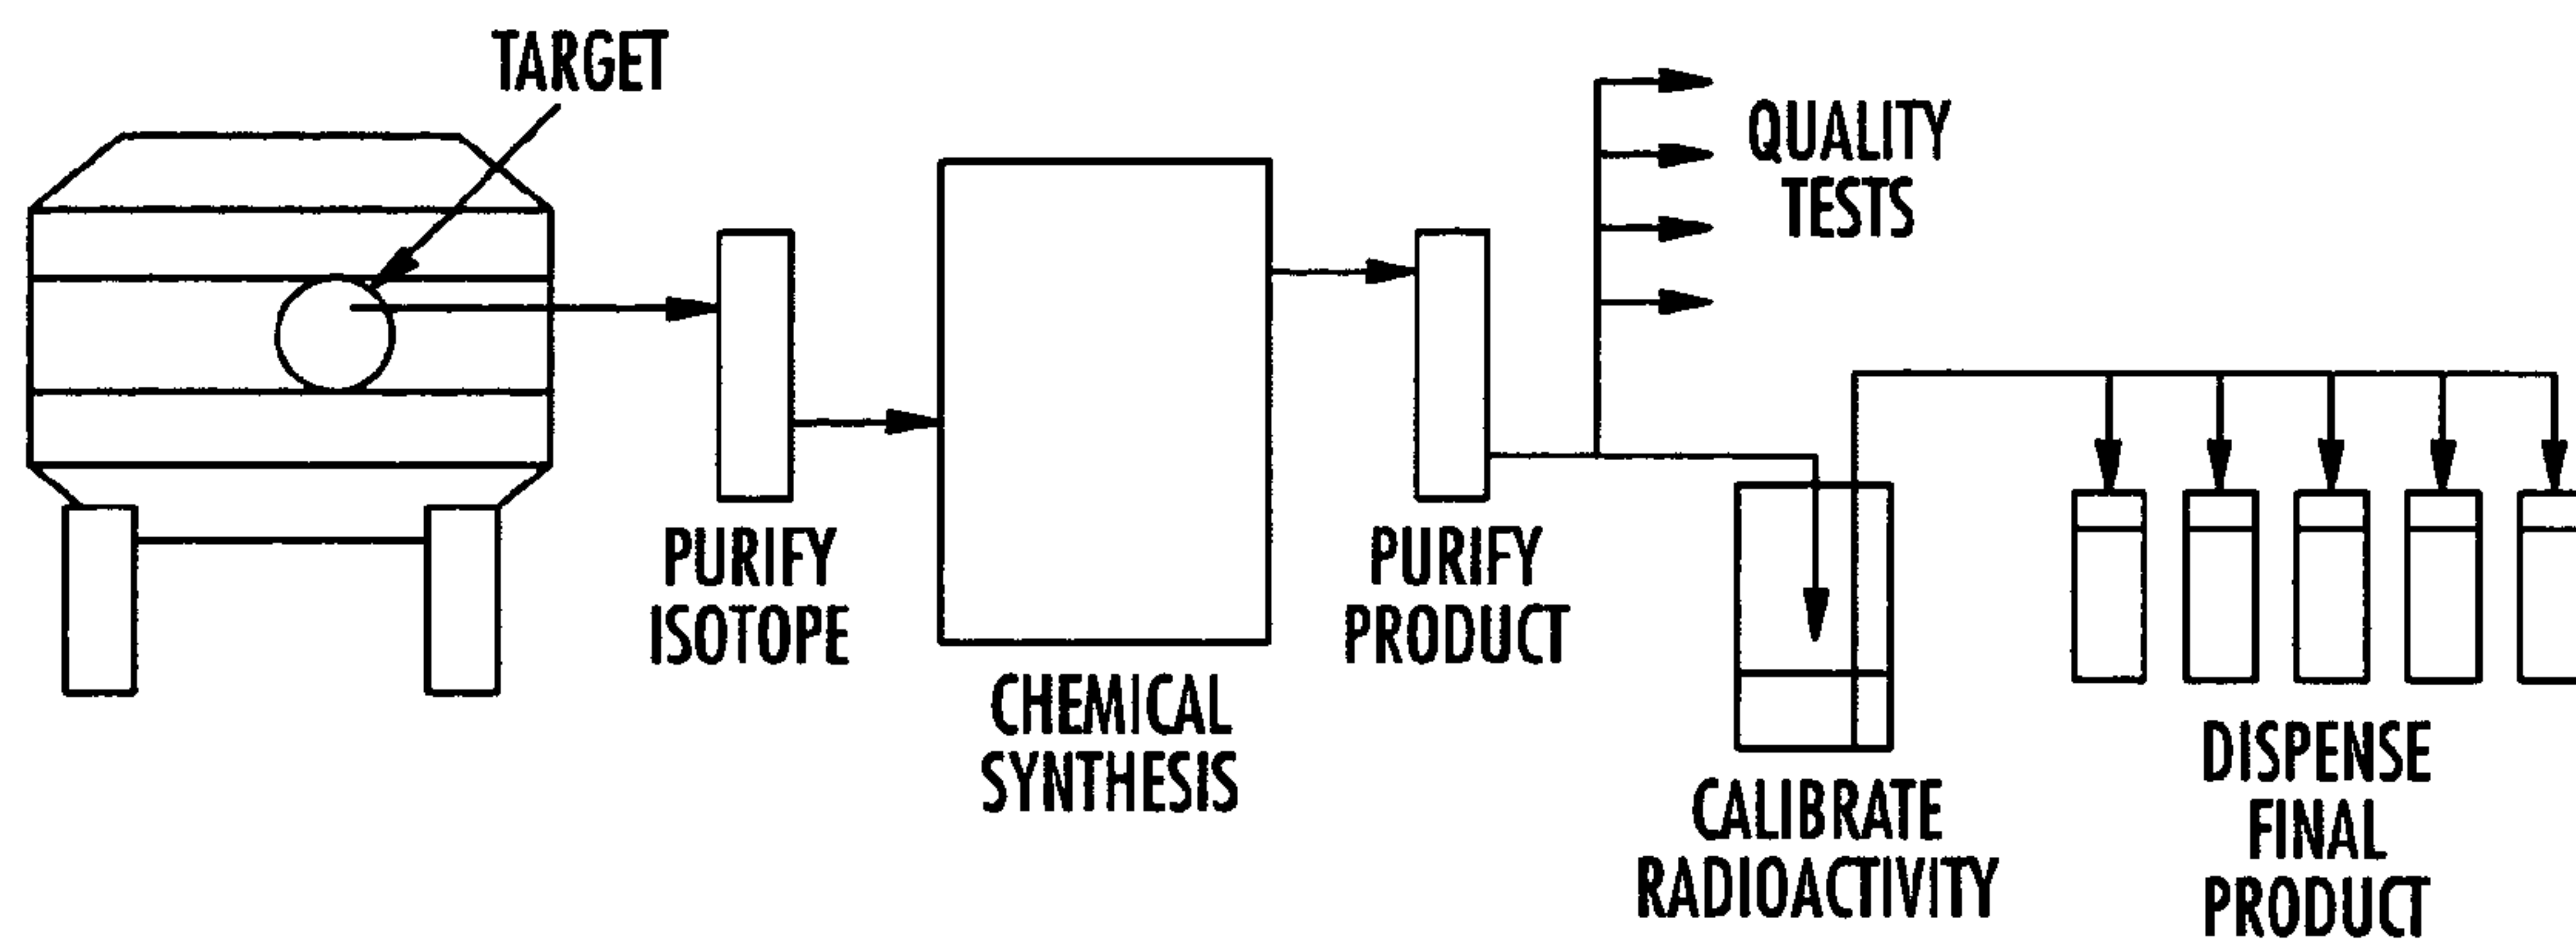 TARGET
QUALITY
TESTS
PURIFY
ISOTOPE
CHEMICAL
SYNTHESIS
PURIFY
PRODUCT
CALIBRATE
RADIOACTIVITY
DISPENSE
FINAL
PRODUCT